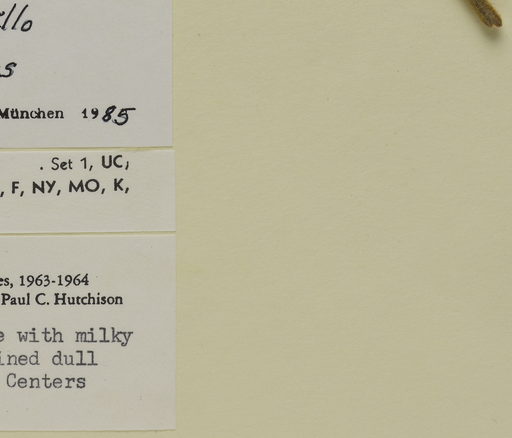 llo
s
München 1985
. Set 1, UC,
, F, NY, MO, K,
es, 1963-1964
Paul C. Hutchison
e with milky
ined dull
Centers